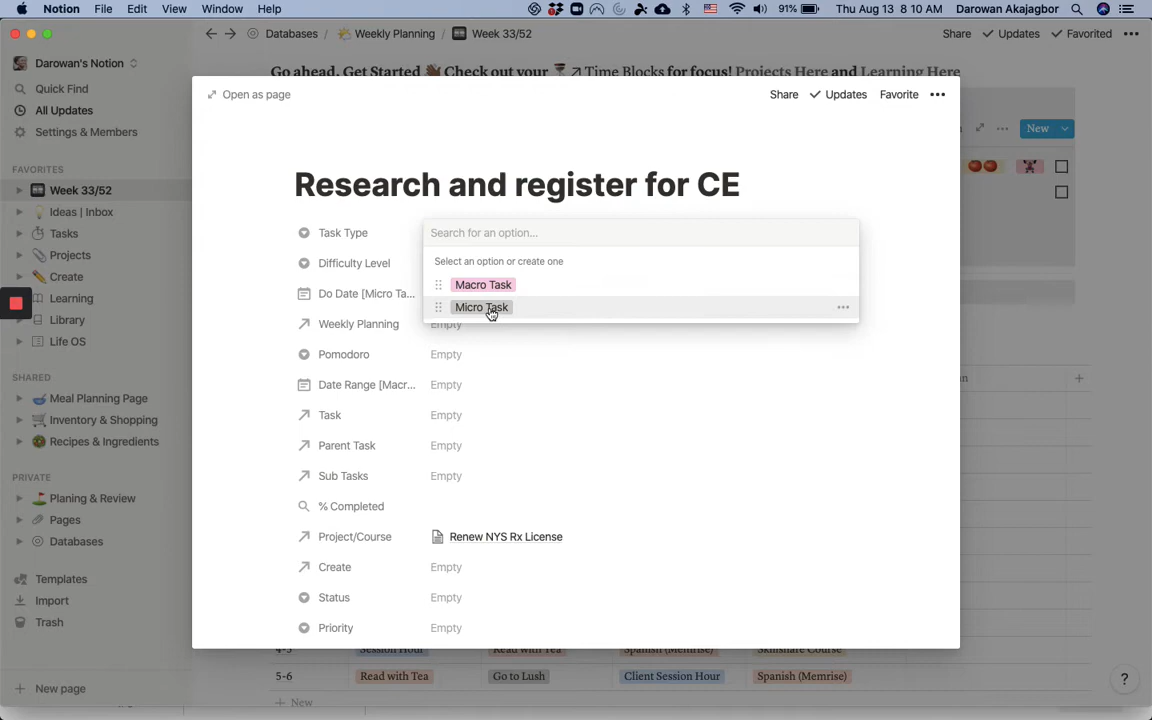 Notion File Edit View Window Help 91% Thu Aug 13 8 10 AM Darowan Akajagbor
Databases / Weekly Planning / Week 33/52 Share Updates Favorited
Darowan's Notion
Go ahead. Get Started Check out your ↗ Time Blocks for focus! Projects Here and Learning Here
Quick Find
All Updates
Settings & Members
FAVORITES
Week 33/52
Ideas | Inbox
Tasks
Projects
Create
Learning
Library
Life OS
SHARED
Meal Planning Page
Inventory & Shopping
Recipes & Ingredients
PRIVATE
Planing & Review
Pages
Databases
Templates
Import
Trash
New page
Open as page Share Updates Favorite
New
Research and register for CE
Task Type Search for an option...
Select an option or create one
Macro Task
Micro Task
Difficulty Level
Do Date [Micro Ta...
Weekly Planning Empty
Pomodoro Empty
Date Range [Macr... Empty
Task Empty
Parent Task Empty
Sub Tasks Empty
% Completed
Project/Course Renew NYS Rx License
Create Empty
Status Empty
Priority Empty
4-5 Session Hour Read with Tea Spanish (Memrise) Skillshare Course
5-6 Read with Tea Go to Lush Client Session Hour Spanish (Memrise)
New
?